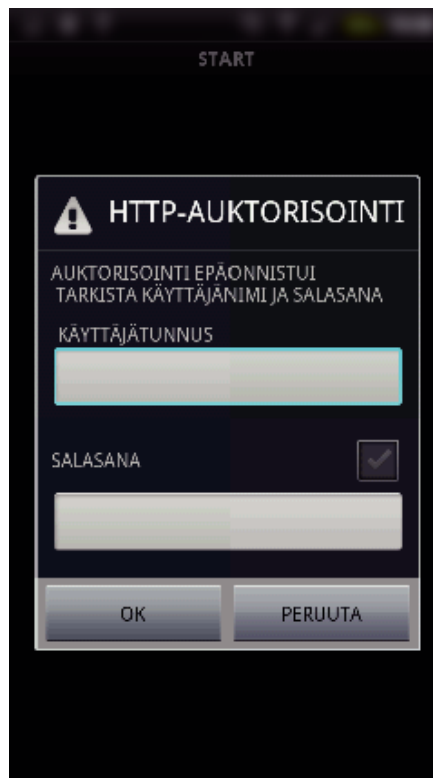 START
HTTP-AUKTORISOINTI
AUKTORISOINTI EPÄONNISTUI
TARKISTA KÄYTTÄJÄNIMI JA SALASANA
KÄYTTÄJÄTUNNUS
SALASANA
OK PERUUTA